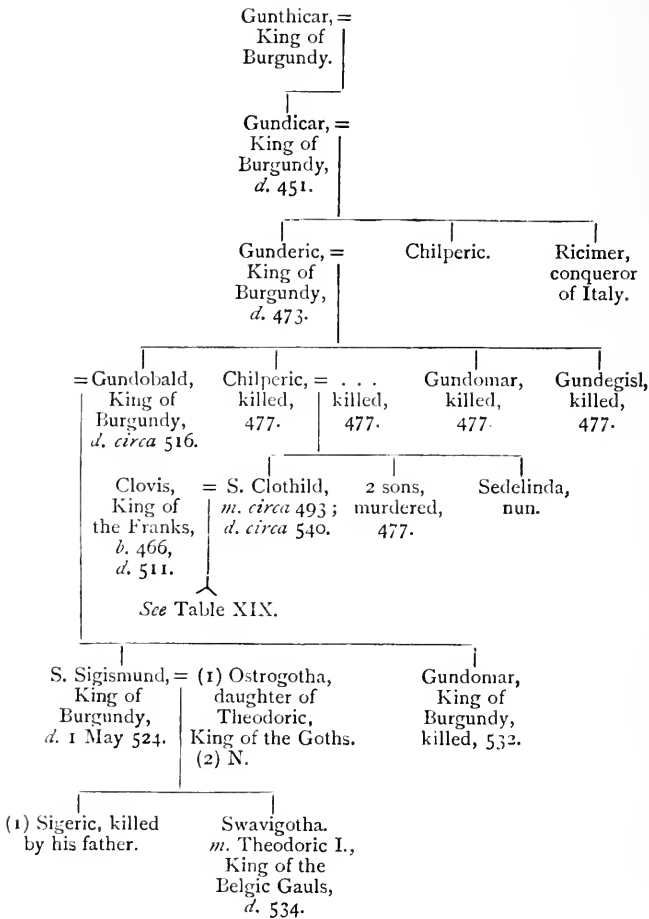 Gunthicar, =
King of
Burgundy.
Gundicar, =
King of
Burgundy,
d. 451.
Gunderic, =
King of
Burgundy,
d. 473.
Chilperic.
Ricimer,
conqueror
of Italy.
= Gundobald,
King of
Burgundy,
d. circa 516.
Chilperic, =
killed,
477.
. . .
killed,
477.
Gundomar,
killed,
477.
Gundegisl,
killed,
477.
Clovis,
King of
the Franks,
b. 466,
d. 511.
= S. Clothild,
m. circa 493 ;
d. circa 540.
2 sons,
murdered,
477.
Sedelinda,
nun.
See Table XIX.
S. Sigismund, =
King of
Burgundy,
d. 1 May 524.
(1) Ostrogotha,
daughter of
Theodoric,
King of the Goths.
(2) N.
Gundomar,
King of
Burgundy,
killed, 532.
(1) Sigeric, killed
by his father.
Swavigotha.
m. Theodoric I.,
King of the
Belgic Gauls,
d. 534.